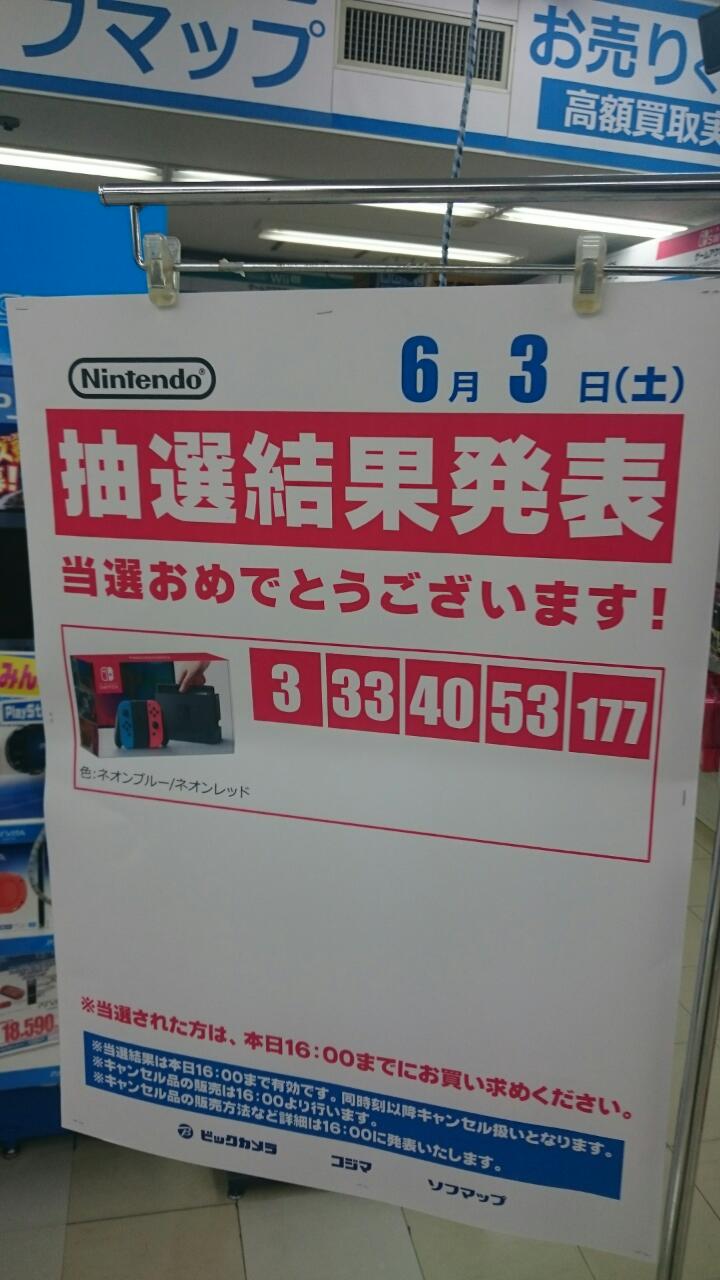 フマップ
お売りく
高額買取実
Nintendo®
6月 3 日(土)
抽選結果発表
当選おめでとうございます!
3 33 40 53 177
色:ネオンブルー/ネオンレッド
みん
PlaySt
18.590
※当選された方は、本日16:00までにお買い求めください。
※当選結果は本日16:00まで有効です。同時刻以降キャンセル扱いとなります。
※キャンセル品の販売は16:00より行います。
※キャンセル品の販売方法など詳細は16:00に発表いたします。
ビックカメラ コジマ ソフマップ